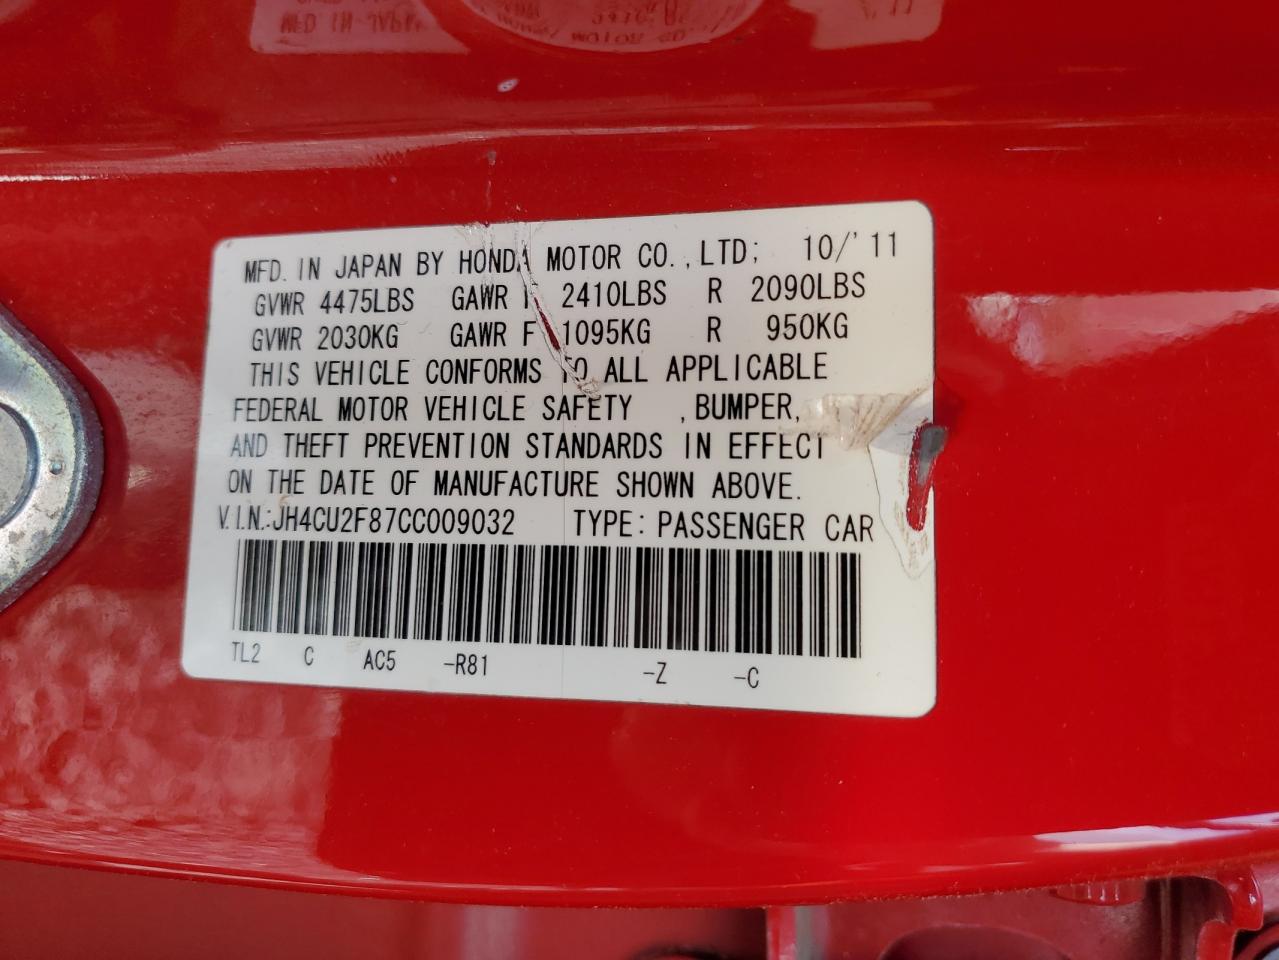 MFD. IN JAPAN BY HONDA MOTOR CO.,LTD; 10/'11
GVWR 4475LBS GAWR 2410LBS R 2090LBS
GVWR 2030KG GAWR F 1095KG R 950KG
THIS VEHICLE CONFORMS TO ALL APPLICABLE
FEDERAL MOTOR VEHICLE SAFETY ,BUMPER,
AND THEFT PREVENTION STANDARDS IN EFFECT
ON THE DATE OF MANUFACTURE SHOWN ABOVE.
V.I.N.:JH4CU2F87CC009032 TYPE: PASSENGER CAR
TL2 C AC5 -R81 -Z -C